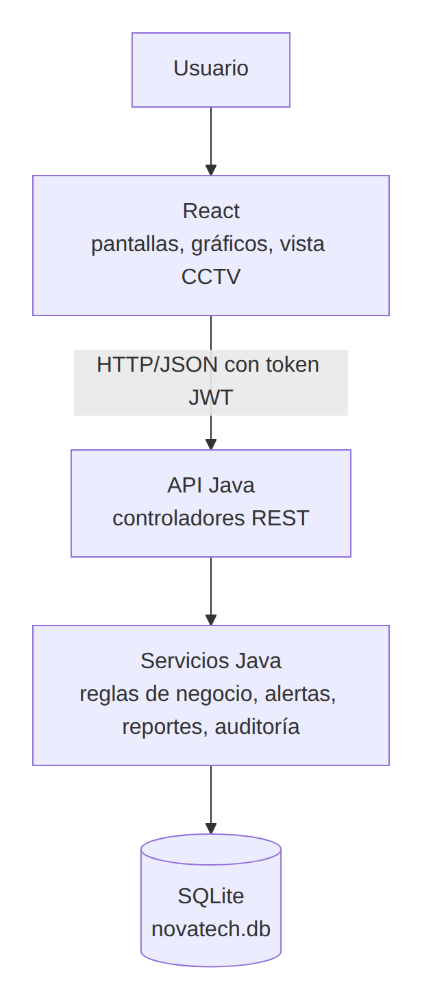 Usuario
React
pantallas, gráficos, vista
CCTV
HTTP/JSON con token
JWT
API Java
controladores REST
Servicios Java
reglas de negocio, alertas,
reportes, auditoría
SQLite
novatech.db